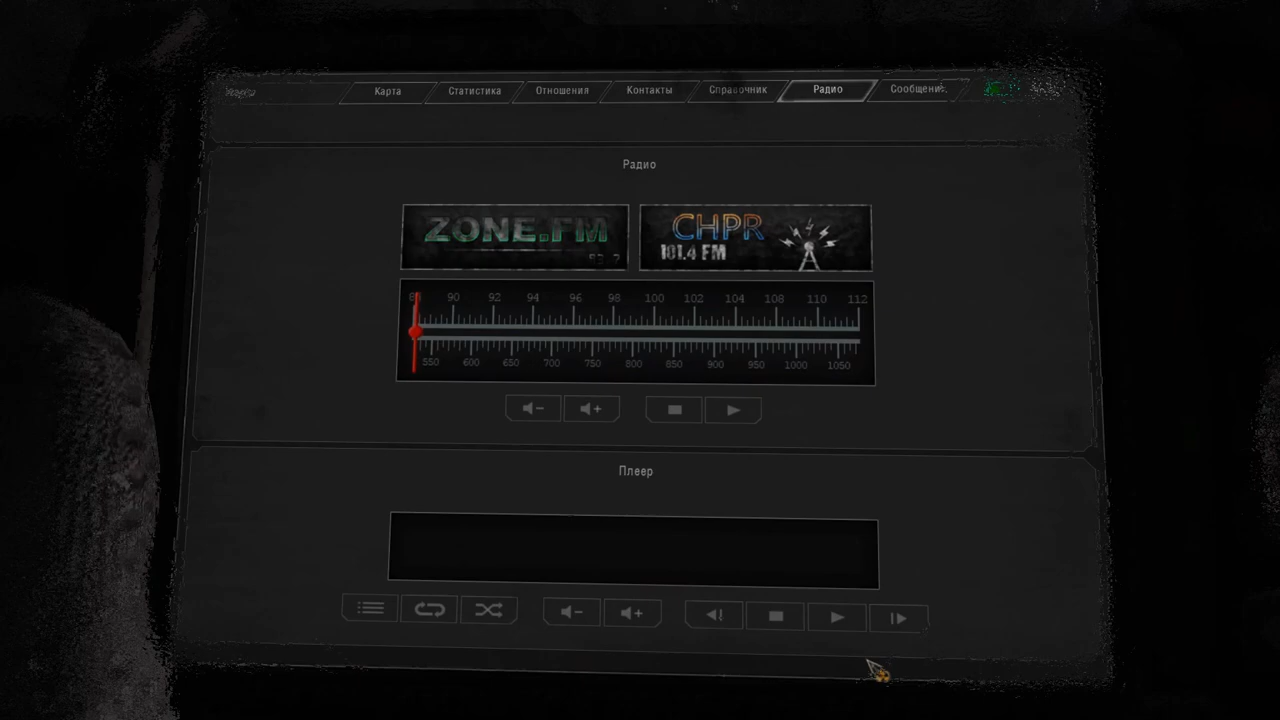 Карта Статистика Отношения Контакты Справочник Радио
Радио
ZONE.FM
CHPR
101.4 FM
90 92 94 96 98 100 102 104 108 110 112
550 600 650 700 750 800 850 900 950 1000 1050
Плеер